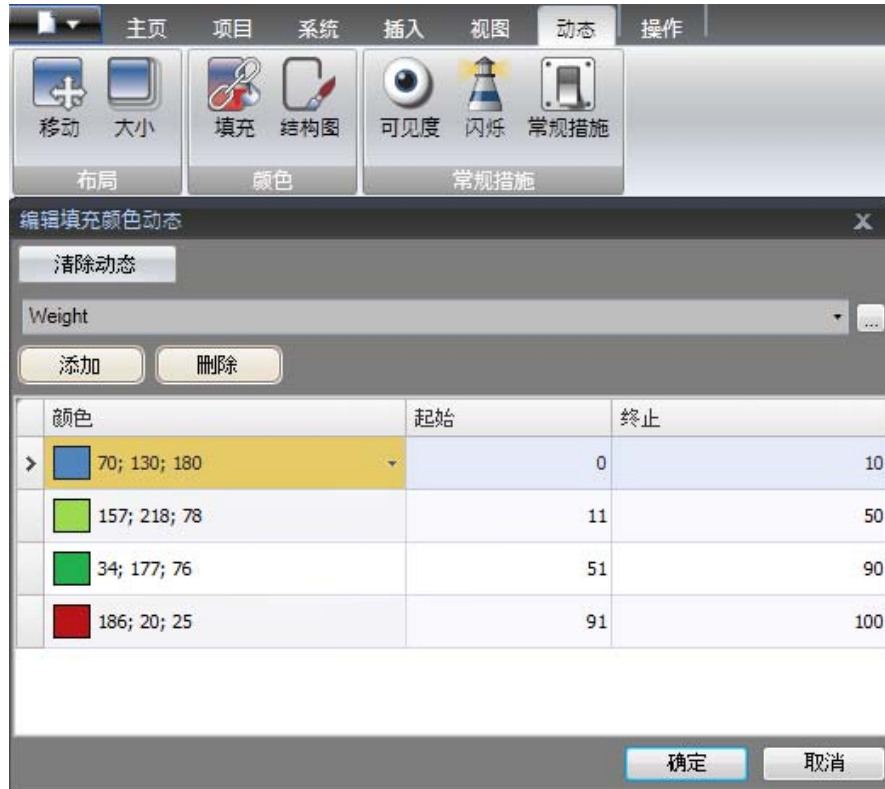 主页 项目 系统 插入 视图 动态 操作
移动 大小 填充 结构图 可见度 闪烁 常规措施
布局 颜色 常规措施
编辑填充颜色动态 X
清除动态
Weight ...
添加 删除
颜色 起始 终止
70; 130; 180 0 10
157; 218; 78 11 50
34; 177; 76 51 90
186; 20; 25 91 100
确定 取消